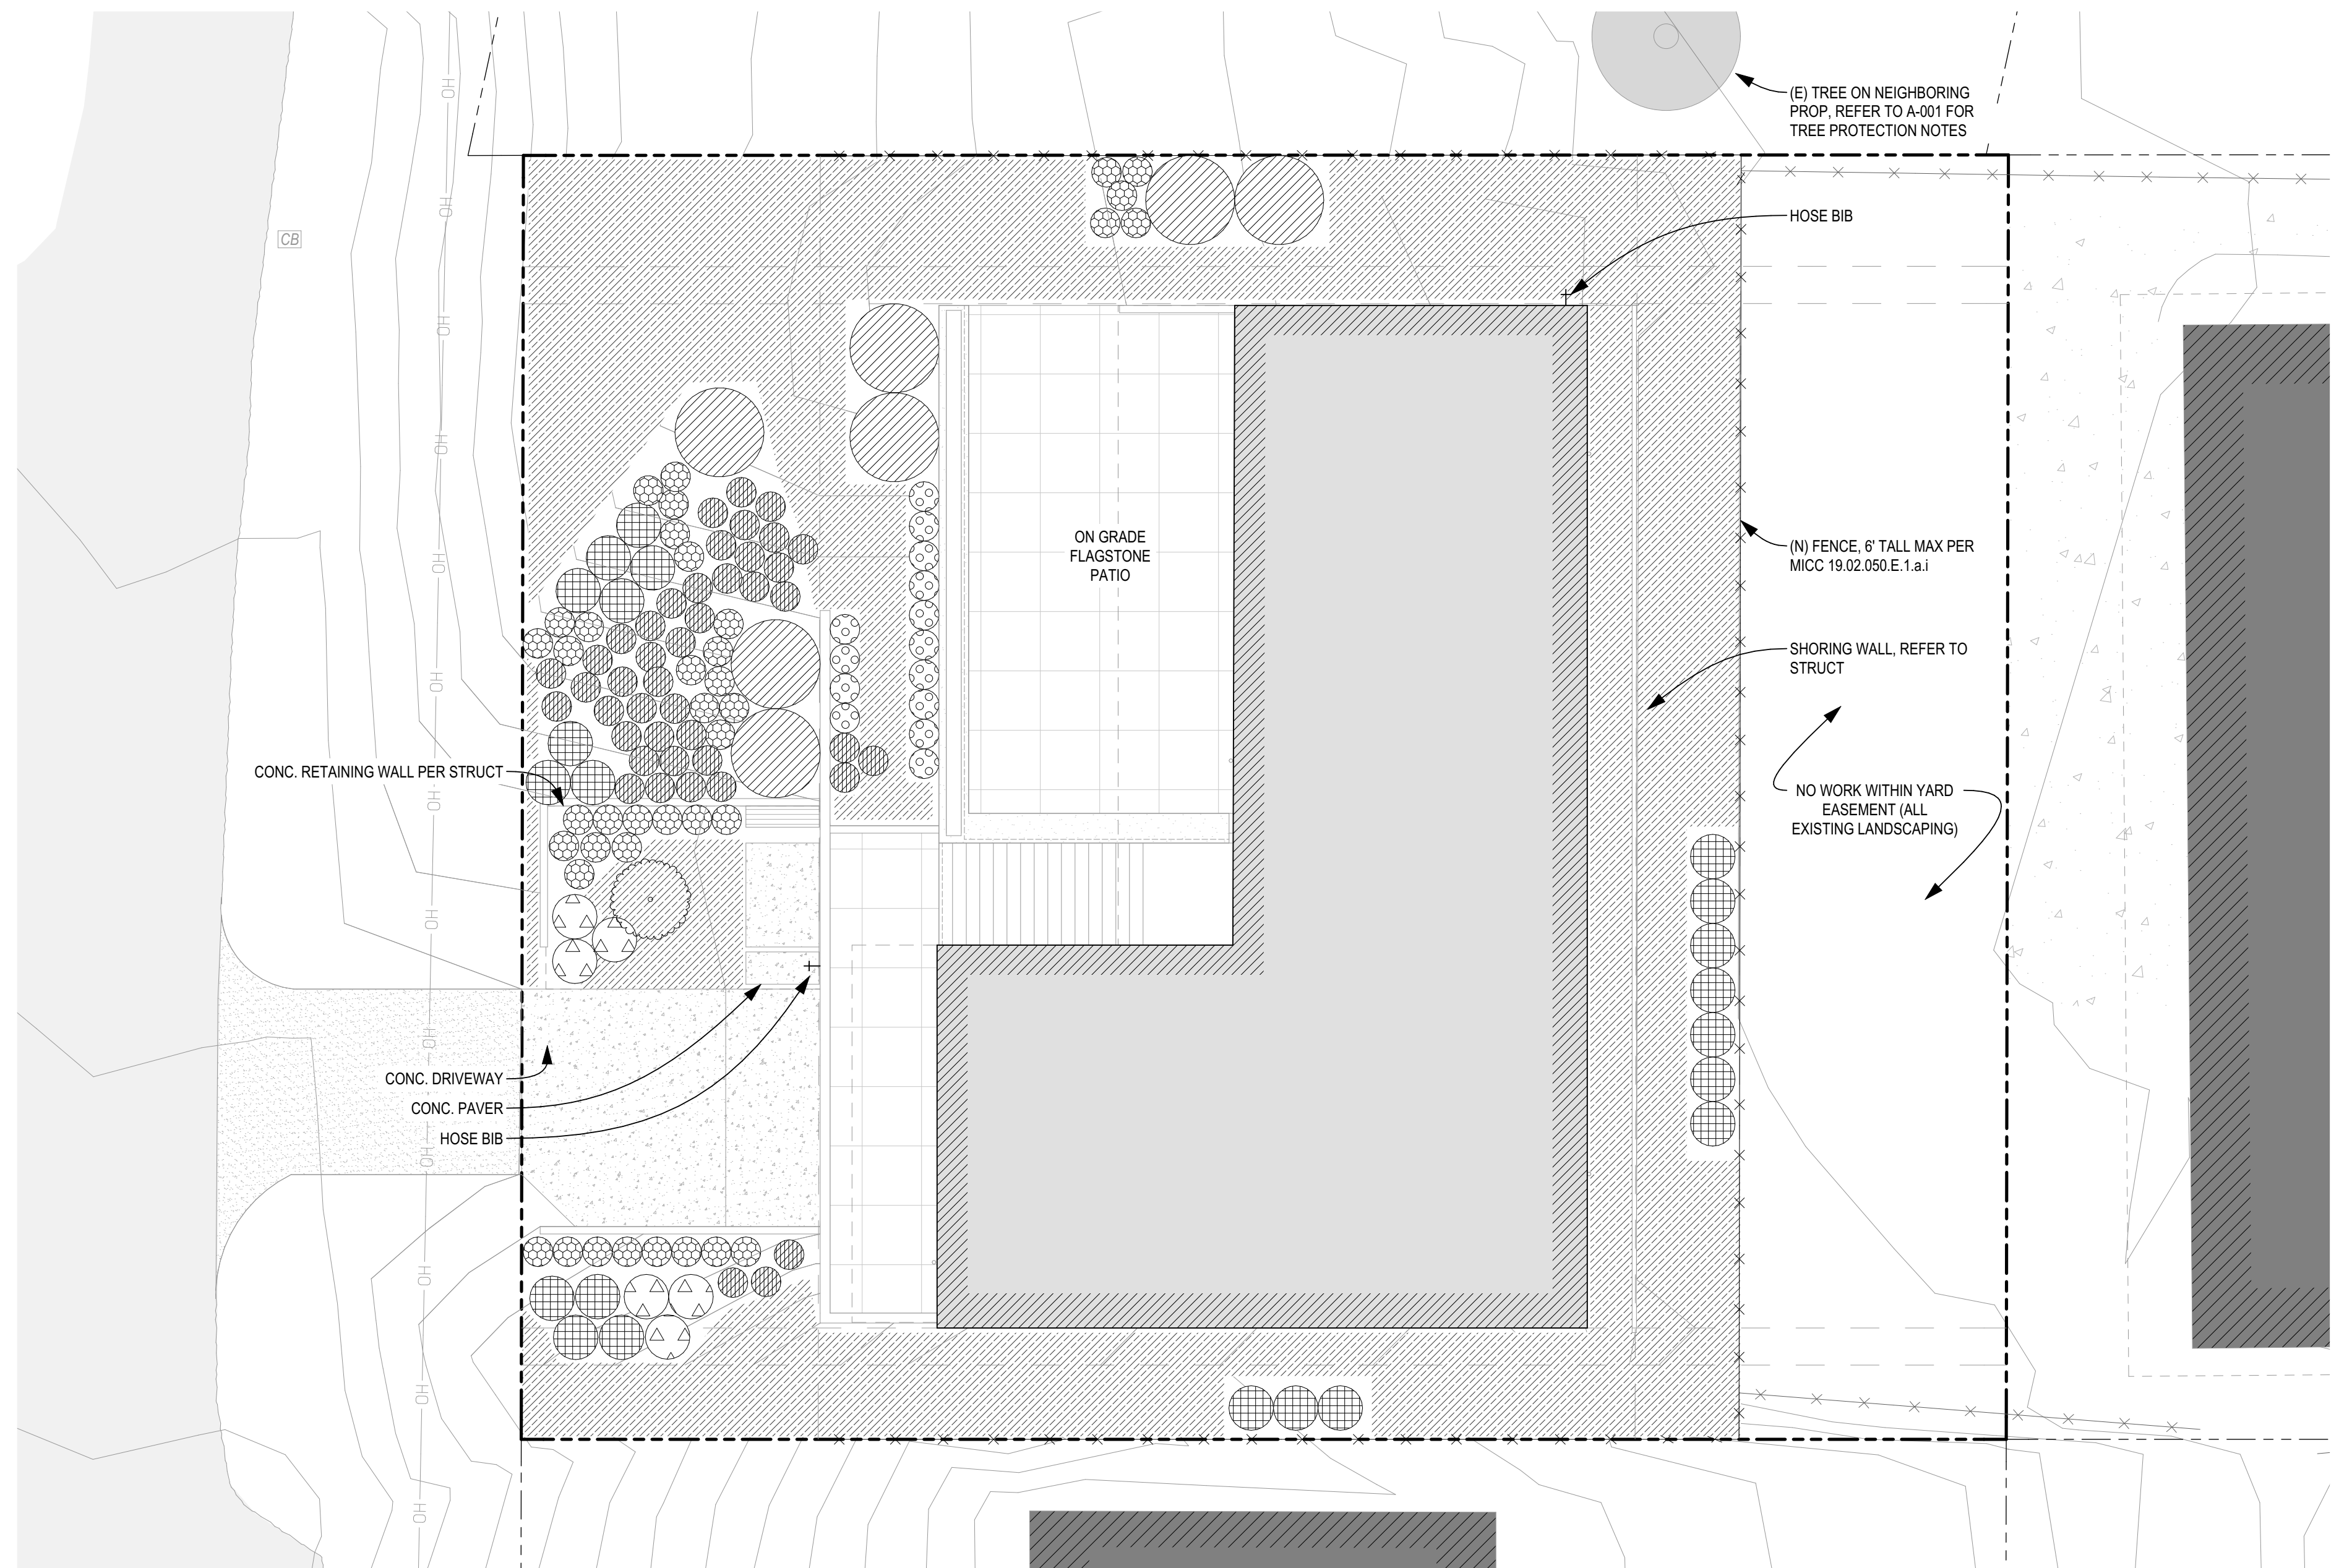 (E) TREE ON NEIGHBORING
PROP, REFER TO A-001 FOR
TREE PROTECTION NOTES
HOSE BIB
CB
ON GRADE
FLAGSTONE
PATIO
(N) FENCE, 6' TALL MAX PER
MICC 19.02.050.E.1.a.i
SHORING WALL, REFER TO
STRUCT
CONC. RETAINING WALL PER STRUCT
NO WORK WITHIN YARD
EASEMENT (ALL
EXISTING LANDSCAPING)
CONC. DRIVEWAY
CONC. PAVER
HOSE BIB
OH
OH
OH
OH
OH
OH
OH
OH
OH
OH
OH
OH
OH